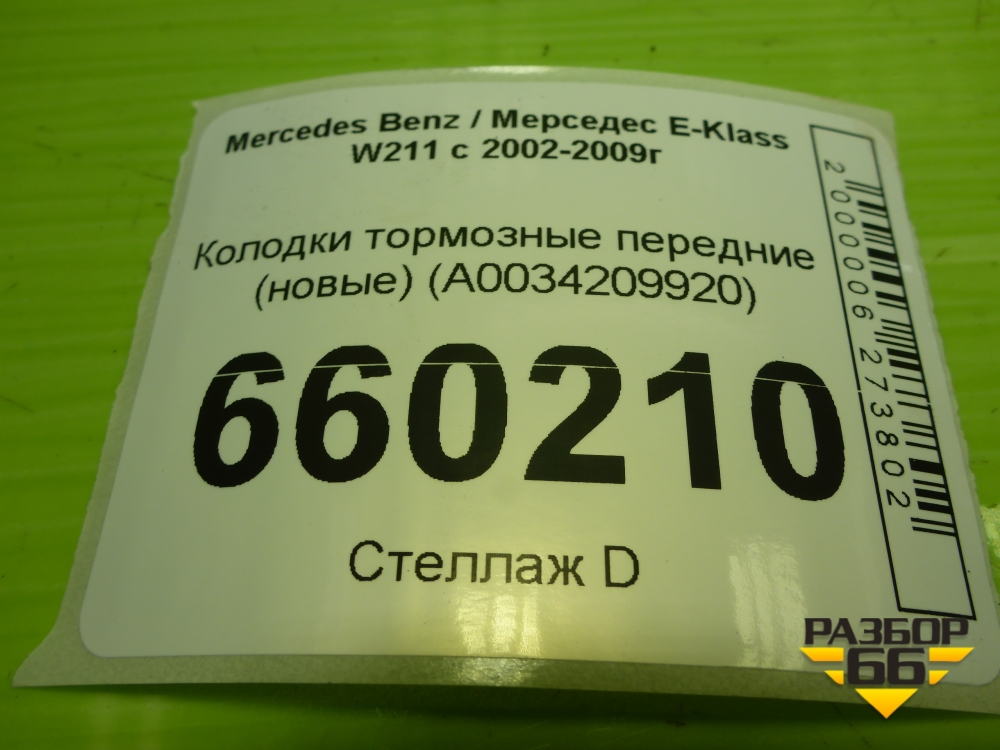 Mercedes Benz / Мерседес E-Klass
W211 с 2002-2009г
Колодки тормозные передние
(новые) (A0034209920)
660210
Стеллаж D
2000006273802
РАЗБОР
66